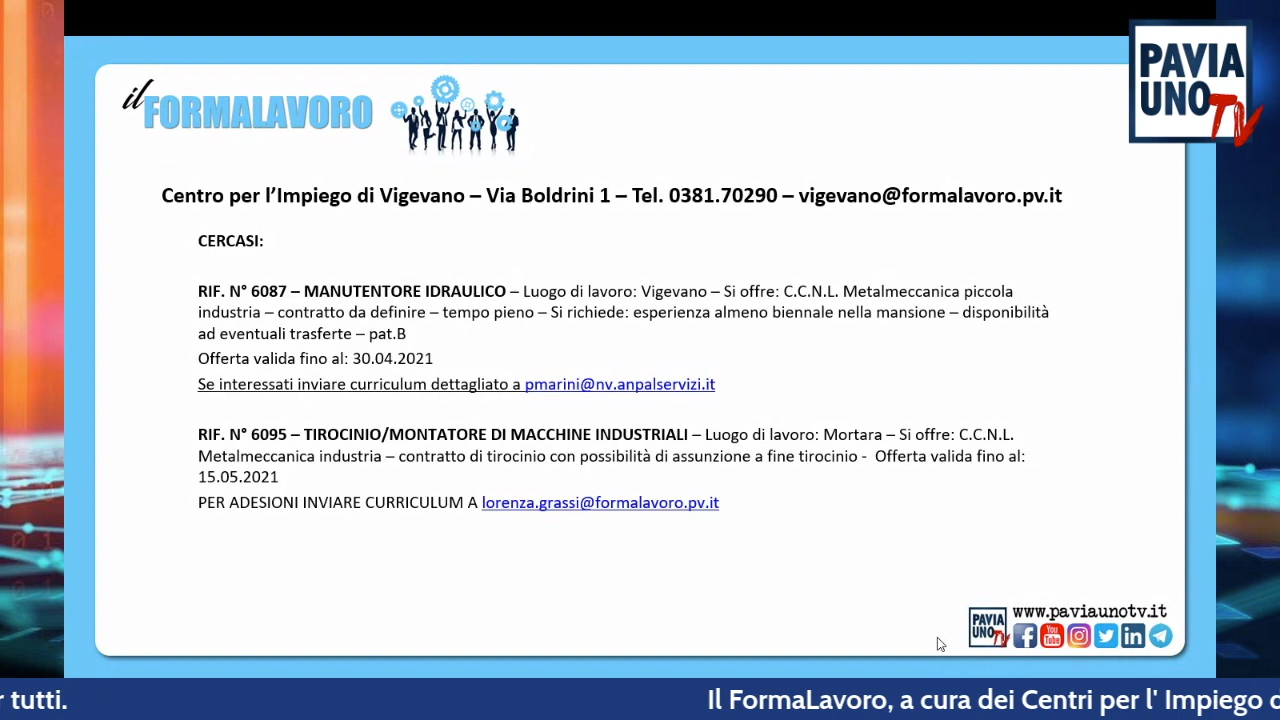 il FORMALAVORO
PAVIA
UNO TV
Centro per l’Impiego di Vigevano – Via Boldrini 1 – Tel. 0381.70290 – vigevano@formalavoro.pv.it
CERCASI:
RIF. N° 6087 – MANUTENTORE IDRAULICO – Luogo di lavoro: Vigevano – Si offre: C.C.N.L. Metalmeccanica piccola
industria – contratto da definire – tempo pieno – Si richiede: esperienza almeno biennale nella mansione – disponibilità
ad eventuali trasferte – pat.B
Offerta valida fino al: 30.04.2021
Se interessati inviare curriculum dettagliato a pmarini@nv.anpalservizi.it
RIF. N° 6095 – TIROCINIO/MONTATORE DI MACCHINE INDUSTRIALI – Luogo di lavoro: Mortara – Si offre: C.C.N.L.
Metalmeccanica industria – contratto di tirocinio con possibilità di assunzione a fine tirocinio - Offerta valida fino al:
15.05.2021
PER ADESIONI INVIARE CURRICULUM A lorenza.grassi@formalavoro.pv.it
www.paviaunotv.it
PAVIA
UNO TV
You
Tube
r tutti.
Il FormaLavoro, a cura dei Centri per l' Impiego